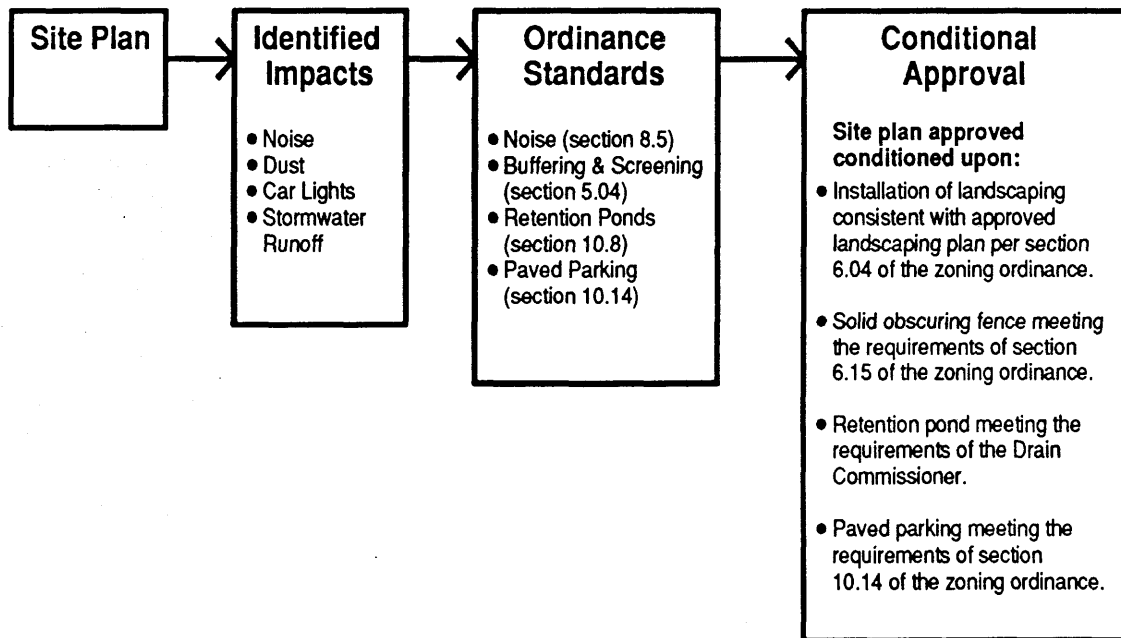 Site Plan
Identified
Impacts
● Noise
● Dust
● Car Lights
● Stormwater
Runoff
Ordinance
Standards
● Noise (section 8.5)
● Buffering & Screening
(section 5.04)
● Retention Ponds
(section 10.8)
● Paved Parking
(section 10.14)
Conditional
Approval
Site plan approved
conditioned upon:
● Installation of landscaping
consistent with approved
landscaping plan per section
6.04 of the zoning ordinance.
● Solid obscuring fence meeting
the requirements of section
6.15 of the zoning ordinance.
● Retention pond meeting the
requirements of the Drain
Commissioner.
● Paved parking meeting the
requirements of section
10.14 of the zoning ordinance.